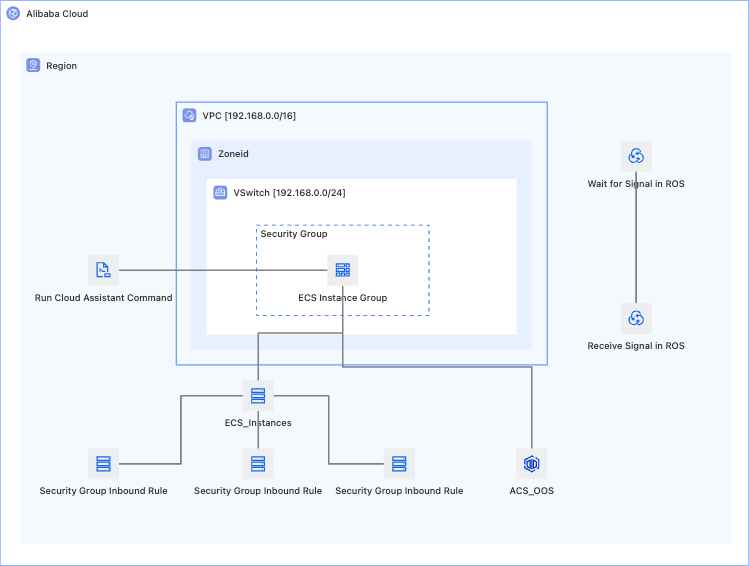 Alibaba Cloud
Region
VPC [192.168.0.0/16]
Zoneid
VSwitch [192.168.0.0/24]
Wait for Signal in ROS
Security Group
Run Cloud Assistant Command
ECS Instance Group
Receive Signal in ROS
ECS_Instances
Security Group Inbound Rule
Security Group Inbound Rule
Security Group Inbound Rule
ACS_OOS